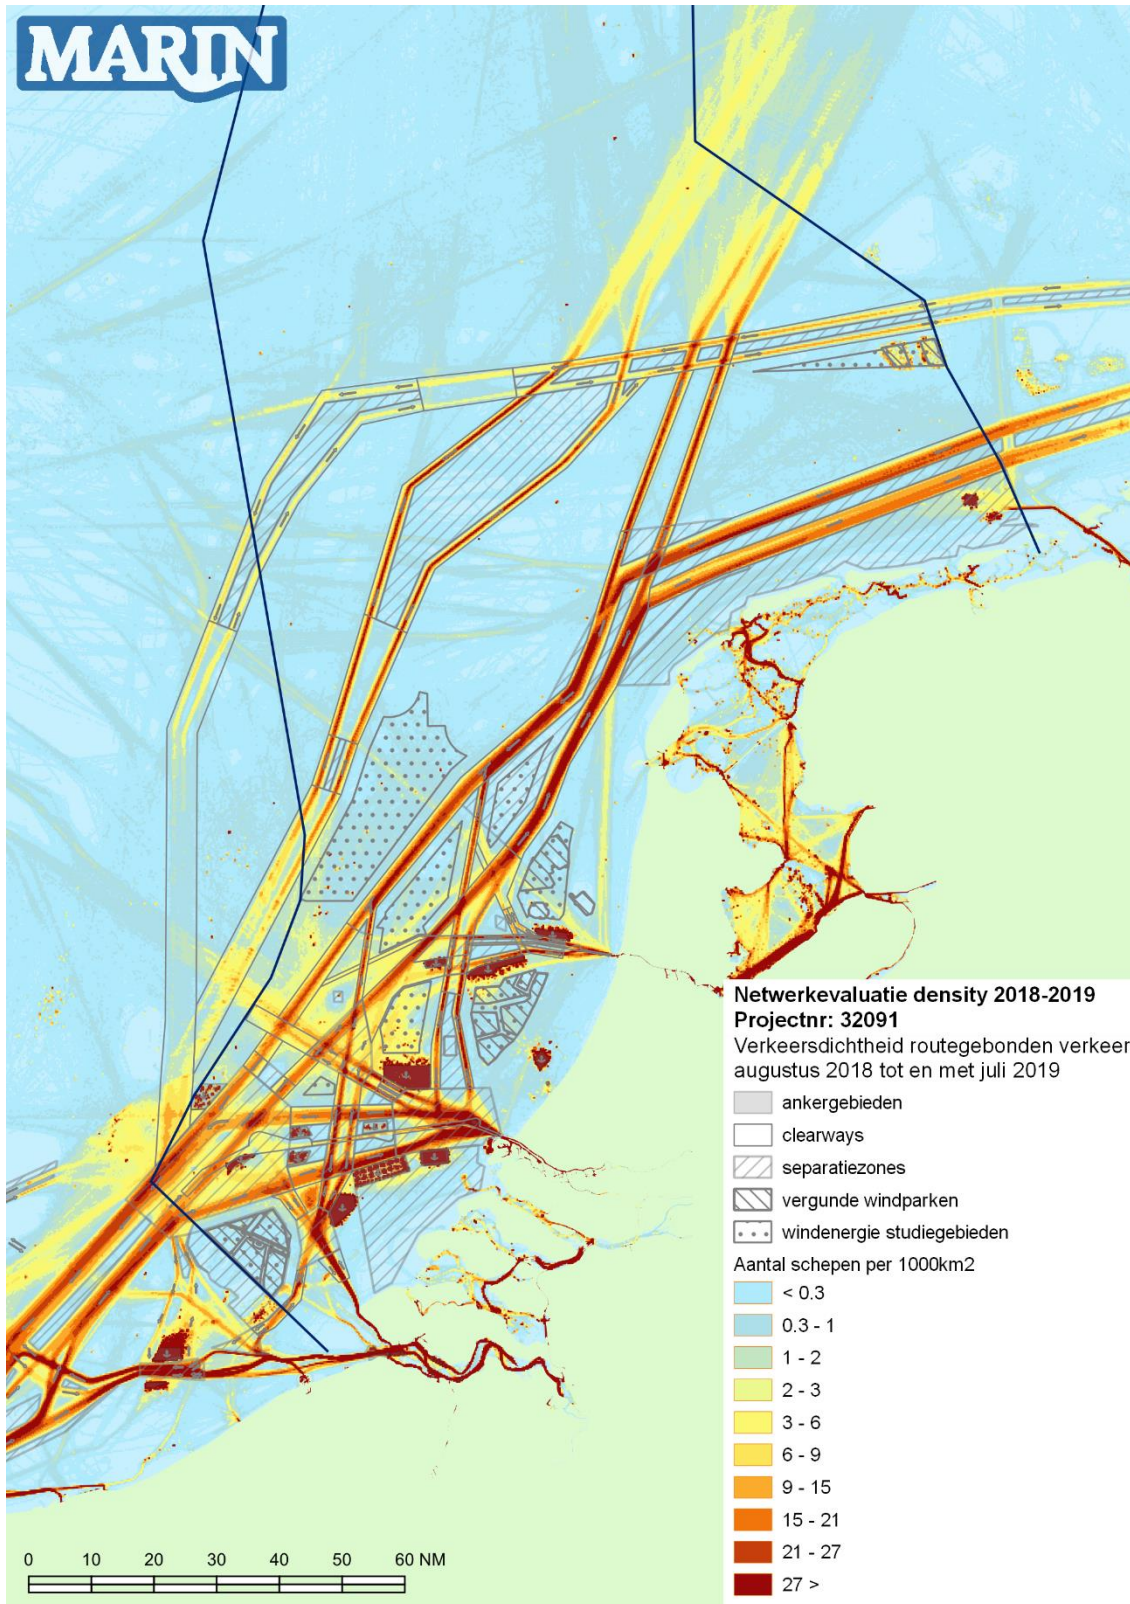 MARIN
Netwerkevaluatie density 2018-2019
Projectnr: 32091
Verkeersdichtheid routegebonden verkeer
augustus 2018 tot en met juli 2019
ankergebieden
clearways
separatiezones
vergunde windparken
windenergie studiegebieden
Aantal schepen per 1000km2
< 0.3
0.3 - 1
1 - 2
2 - 3
3 - 6
6 - 9
9 - 15
15 - 21
21 - 27
27 >
0 10 20 30 40 50 60 NM